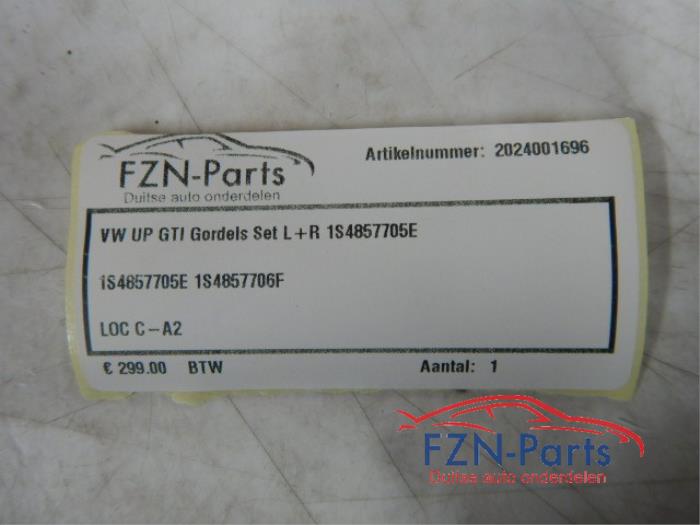 FZN-Parts
Duitse auto onderdelen
Artikelnummer: 2024001696
VW UP GTI Gordels Set L+R 1S4857705E
1S4857705E 1S4857706F
LOC C-A2
€ 299.00 BTW
Aantal: 1
FZN-Parts
Duitse auto onderdelen